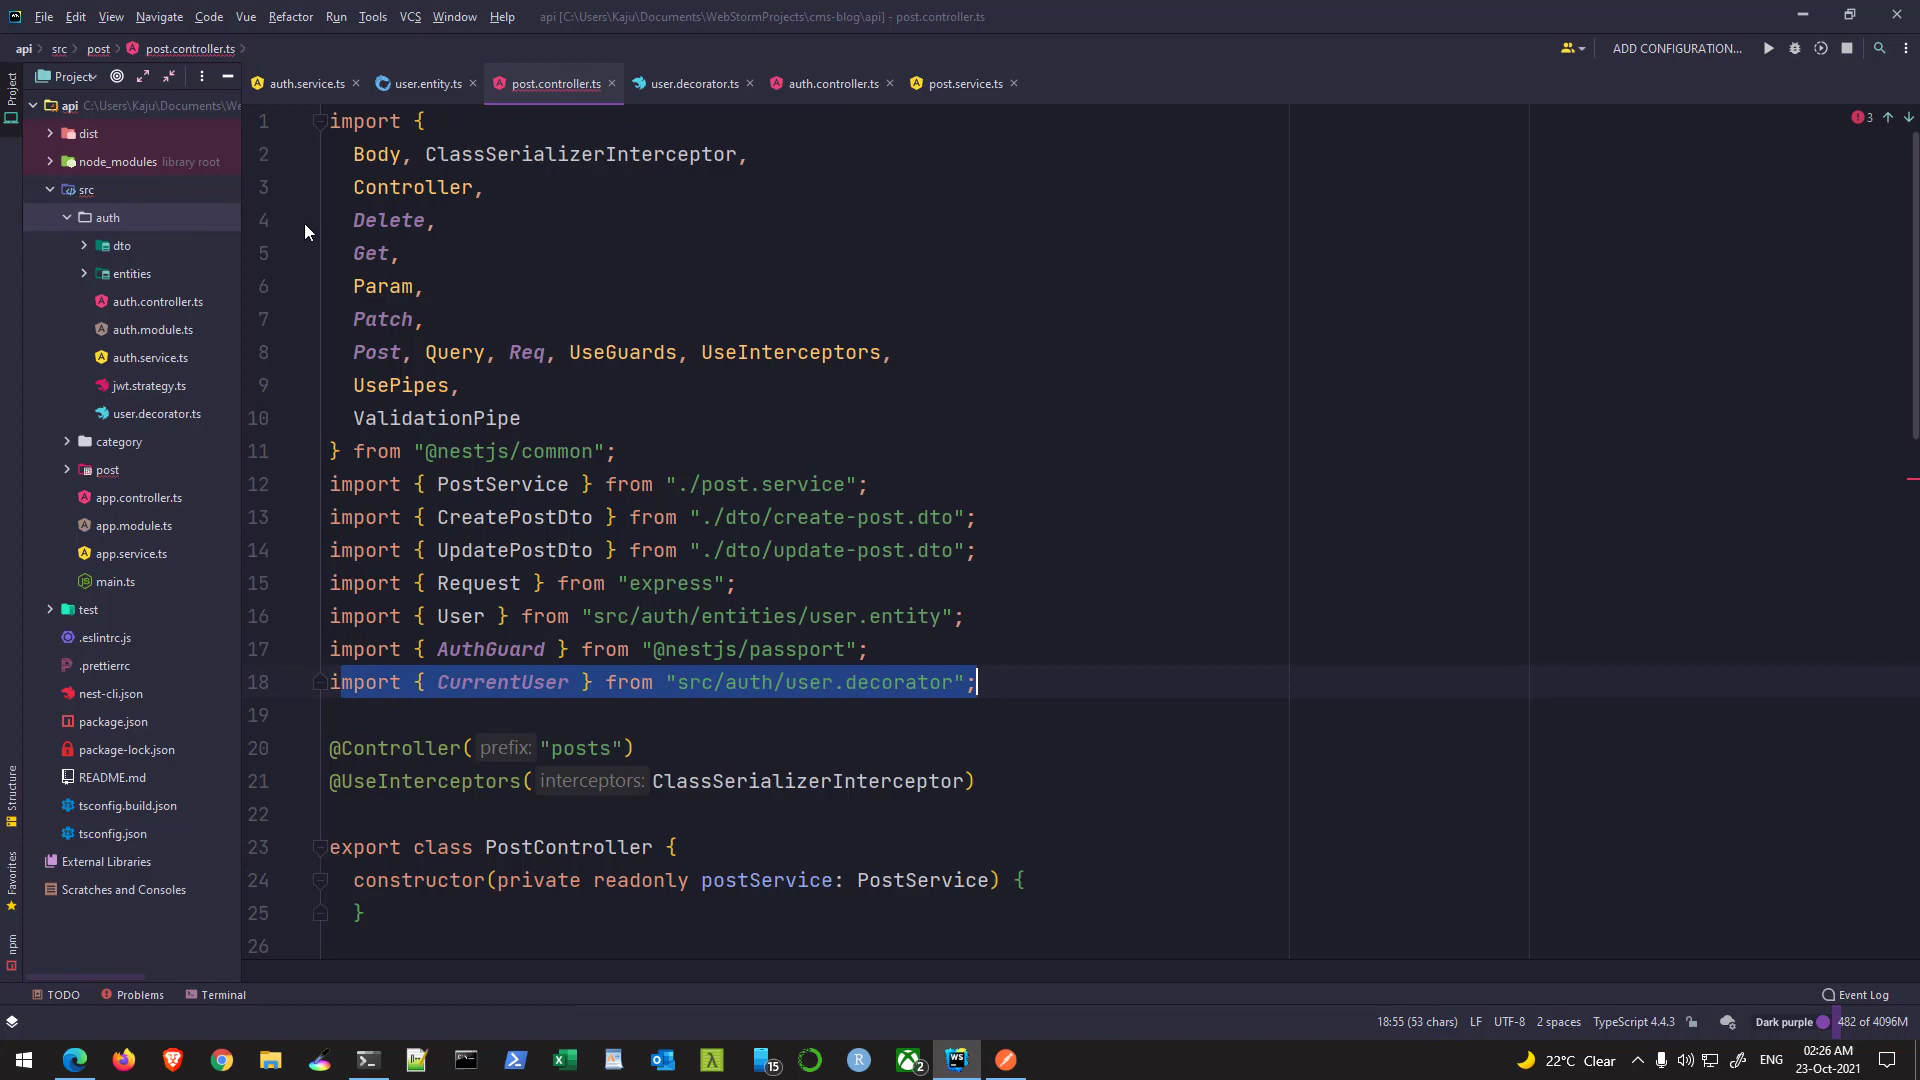 File Edit View Navigate Code Vue Refactor Run Tools VCS Window Help api [C:\Users\Kaju\Documents\WebStormProjects\cms-blog\api] - post.controller.ts
api src post post.controller.ts ADD CONFIGURATION...
Project
auth.service.ts user.entity.ts post.controller.ts user.decorator.ts auth.controller.ts post.service.ts
api C:\Users\Kaju\Documents\We
dist
node_modules library root
src
auth
dto
entities
auth.controller.ts
auth.module.ts
auth.service.ts
jwt.strategy.ts
user.decorator.ts
category
post
app.controller.ts
app.module.ts
app.service.ts
main.ts
test
.eslintrc.js
.prettierrc
nest-cli.json
package.json
package-lock.json
README.md
tsconfig.build.json
tsconfig.json
External Libraries
Scratches and Consoles
Project
Structure
Favorites
npm
3
1 import {
2 Body, ClassSerializerInterceptor,
3 Controller,
4 Delete,
5 Get,
6 Param,
7 Patch,
8 Post, Query, Req, UseGuards, UseInterceptors,
9 UsePipes,
10 ValidationPipe
11 } from "@nestjs/common";
12 import { PostService } from "./post.service";
13 import { CreatePostDto } from "./dto/create-post.dto";
14 import { UpdatePostDto } from "./dto/update-post.dto";
15 import { Request } from "express";
16 import { User } from "src/auth/entities/user.entity";
17 import { AuthGuard } from "@nestjs/passport";
18 import { CurrentUser } from "src/auth/user.decorator";
19
20 @Controller( prefix: "posts")
21 @UseInterceptors( interceptors: ClassSerializerInterceptor)
22
23 export class PostController {
24 constructor(private readonly postService: PostService) {
25 }
26
TODO Problems Terminal Event Log
18:55 (53 chars) LF UTF-8 2 spaces TypeScript 4.4.3 Dark purple 482 of 4096M
15 R 2 WS 22°C Clear ENG 02:26 AM
23-Oct-2021